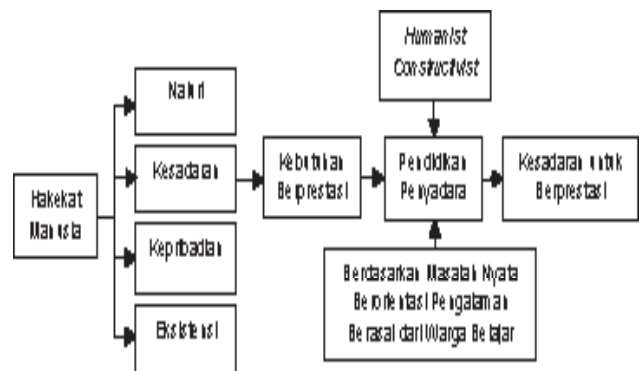 Humanist
Constructivist
Naluri
Kesadaran
Kebutuhan
Berprestasi
Pendidikan
Penyadara
Kesadaran untuk
Berprestasi
Hakekat
Manusia
Kepribadian
Eksistensi
Berdasarkan Masalah Nyata
Berorientasi Pengalaman
Berasal dari Warga Belajar